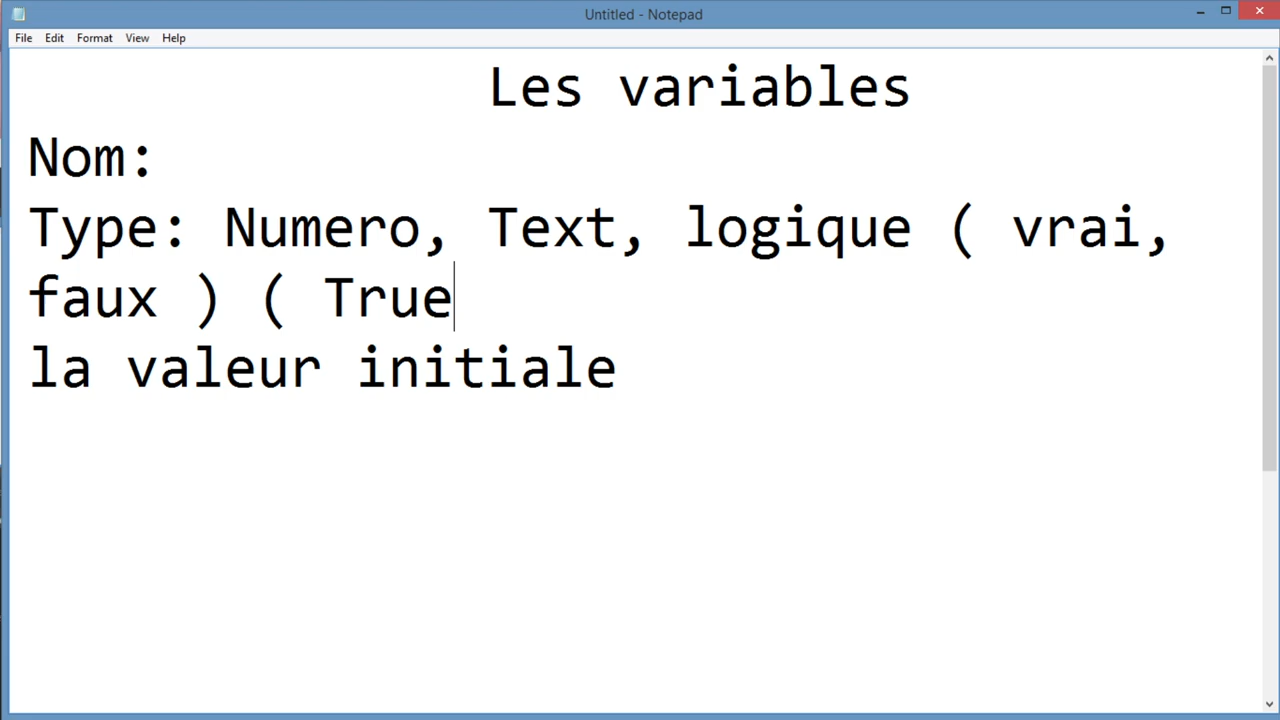 Untitled - Notepad
File Edit Format View Help
Les variables
Nom:
Type: Numero, Text, logique ( vrai,
faux ) ( True
la valeur initiale